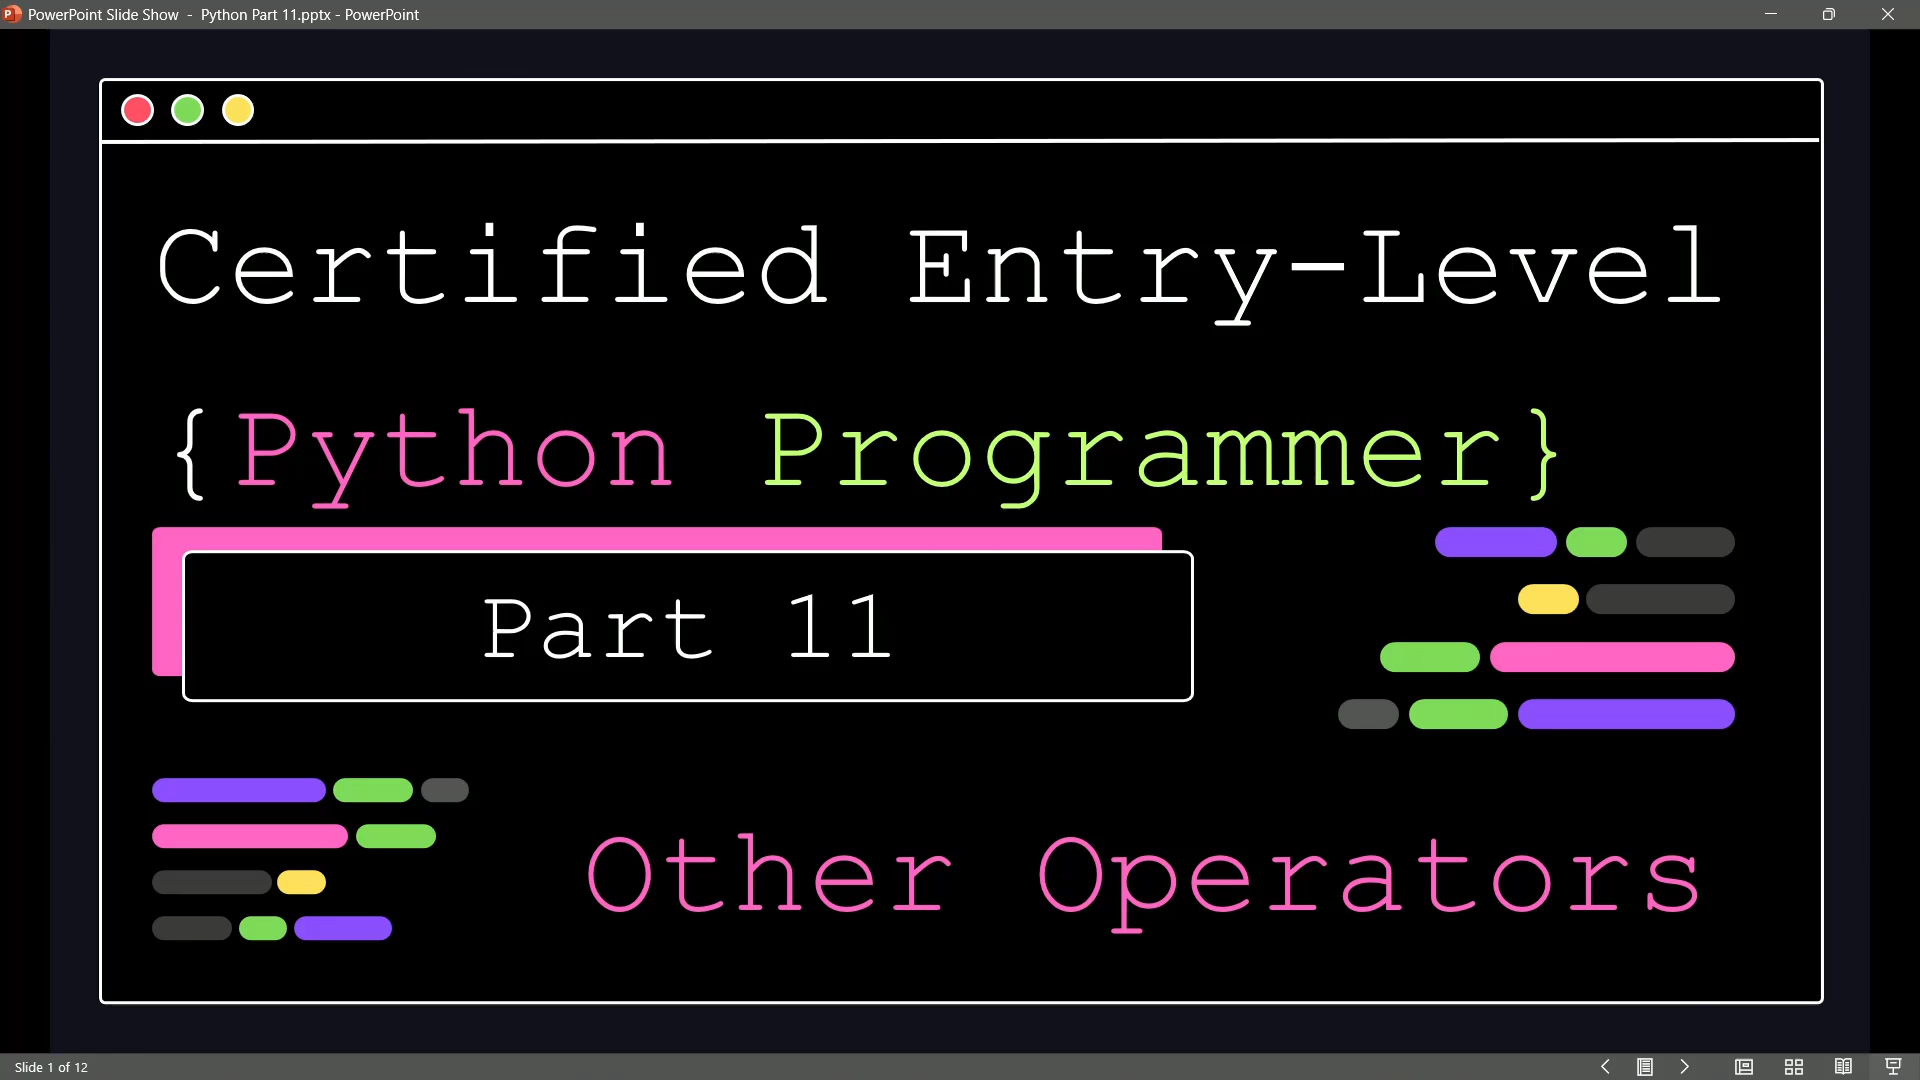 PowerPoint Slide Show - Python Part 11.pptx - PowerPoint
Certified Entry-Level
{Python Programmer}
Part 11
Other Operators
Slide 1 of 12